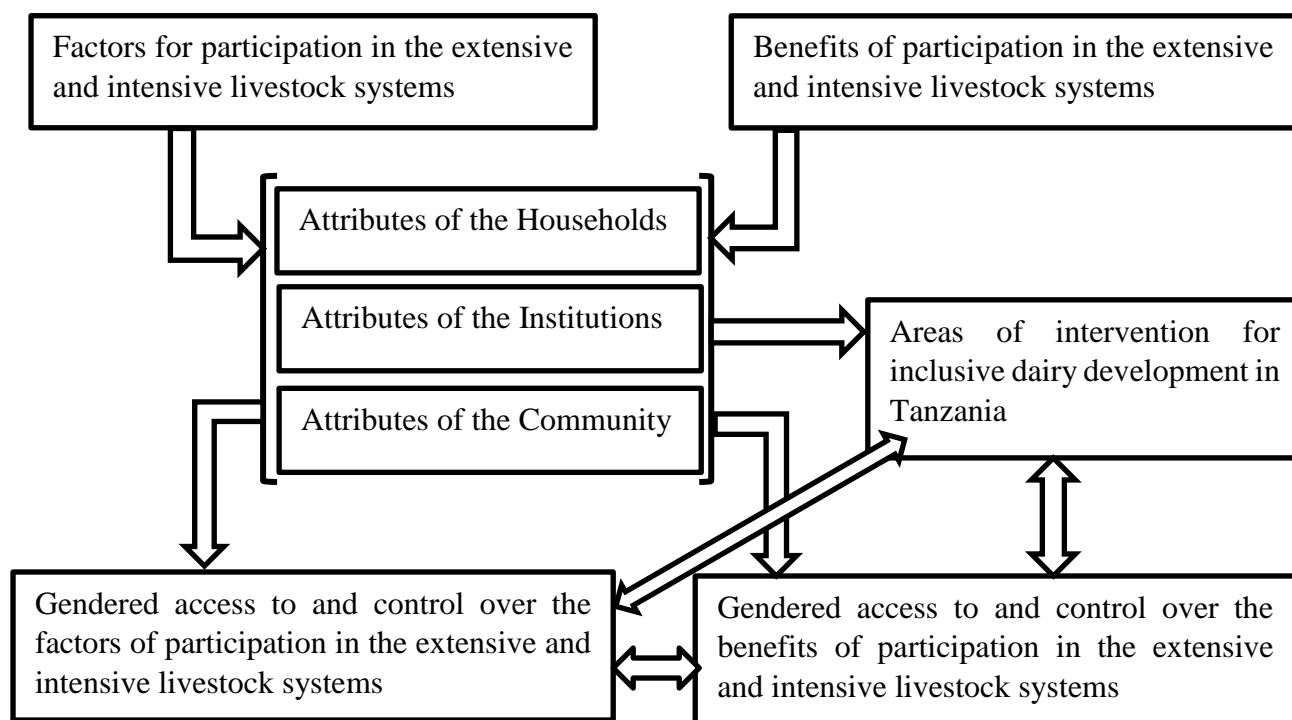 Factors for participation in the extensive
and intensive livestock systems
Benefits of participation in the extensive
and intensive livestock systems
Attributes of the Households
Attributes of the Institutions
Attributes of the Community
Areas of intervention for
inclusive dairy development in
Tanzania
Gendered access to and control over the
factors of participation in the extensive and
intensive livestock systems
Gendered access to and control over the
benefits of participation in the extensive
and intensive livestock systems